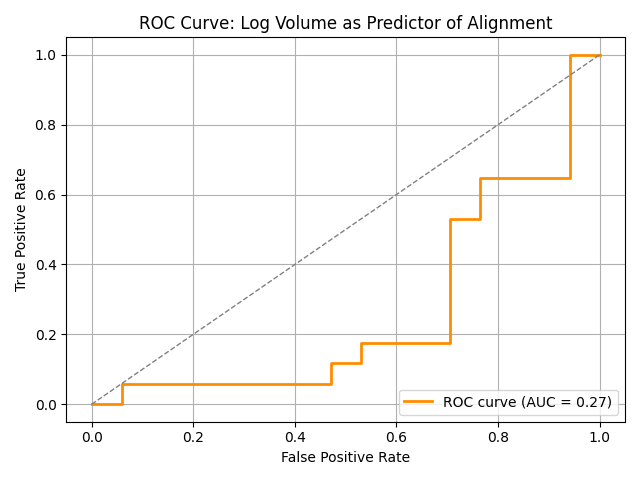 ROC Curve: Log Volume as Predictor of Alignment
True Positive Rate
1.0
0.8
0.6
0.4
0.2
0.0
ROC curve (AUC = 0.27)
0.0 0.2 0.4 0.6 0.8 1.0
False Positive Rate